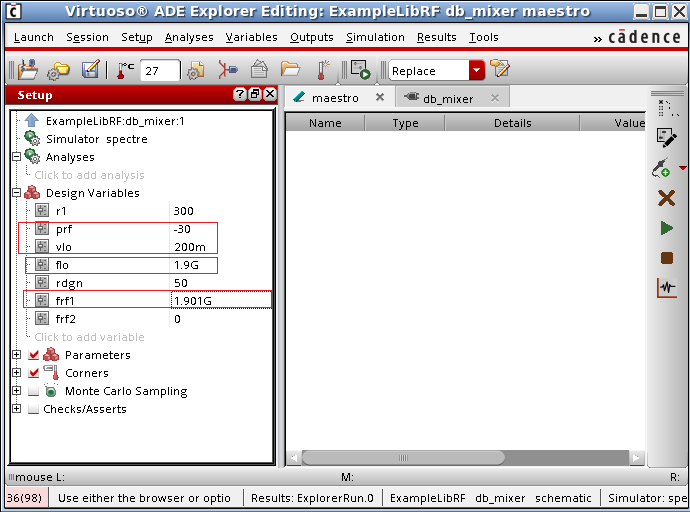 Virtuoso® ADE Explorer Editing: ExampleLibRF db_mixer maestro
Launch Session Setup Analyses Variables Outputs Simulation Results Tools » cādence
27 Replace
Setup
maestro
db_mixer
Name Type Details Value
ExampleLibRF:db_mixer:1
Simulator spectre
Analyses
Click to add analysis
Design Variables
r1 300
prf -30
vlo 200m
flo 1.9G
rdgn 50
frf1 1.901G
frf2 0
Click to add variable
Parameters
Corners
Monte Carlo Sampling
Checks/Asserts
mouse L: M: R:
36(98) Use either the browser or optio Results: ExplorerRun.0 ExampleLibRF db_mixer schematic Simulator: spe